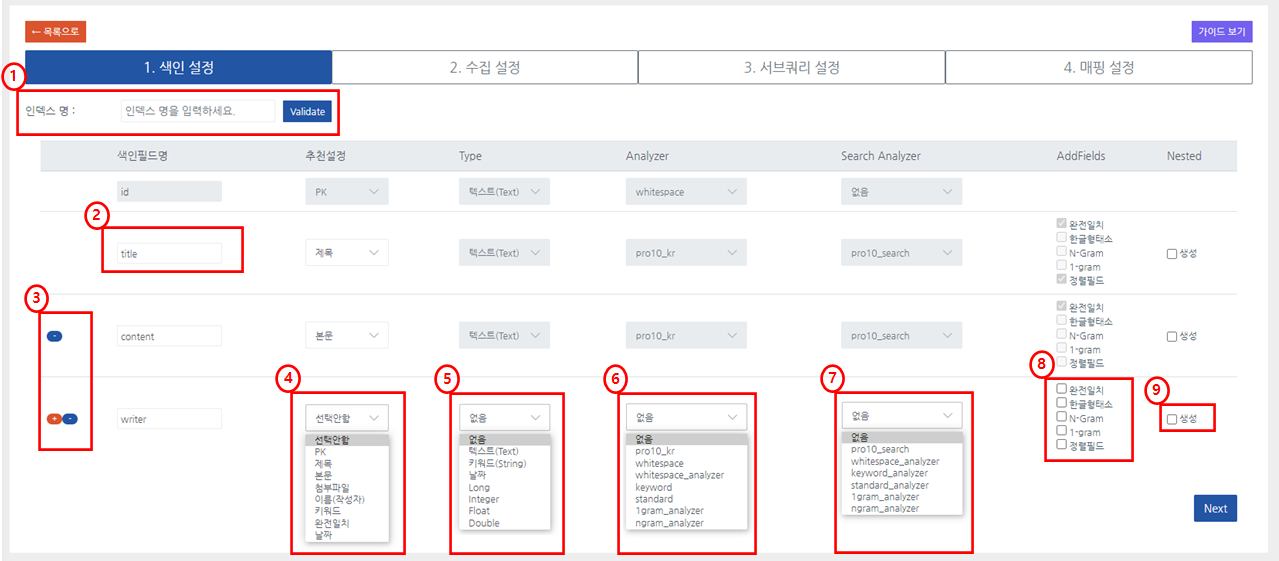 ← 목록으로 가이드 보기
1. 색인 설정 2. 수집 설정 3. 서브쿼리 설정 4. 매핑 설정
1
인덱스 명 : 인덱스 명을 입력하세요. Validate
색인필드명 추천설정 Type Analyzer Search Analyzer AddFields Nested
id PK 텍스트(Text) whitespace 없음
2
완전일치
한글형태소
title 제목 텍스트(Text) pro10_kr pro10_search N-Gram 생성
1-gram
정렬필드
3
완전일치
한글형태소
- content 본문 텍스트(Text) pro10_kr pro10_search N-Gram 생성
1-gram
정렬필드
4 5 6 7 8 9
완전일치
한글형태소
+ - writer 선택안함 없음 없음 없음 N-Gram 생성
1-gram
정렬필드
선택안함
PK
제목
본문
첨부파일
이름(작성자)
키워드
완전일치
날짜
없음
텍스트(Text)
키워드(String)
날짜
Long
Integer
Float
Double
없음
pro10_kr
whitespace
whitespace_analyzer
keyword
standard
1gram_analyzer
ngram_analyzer
없음
pro10_search
whitespace_analyzer
keyword_analyzer
standard_analyzer
1gram_analyzer
ngram_analyzer
Next